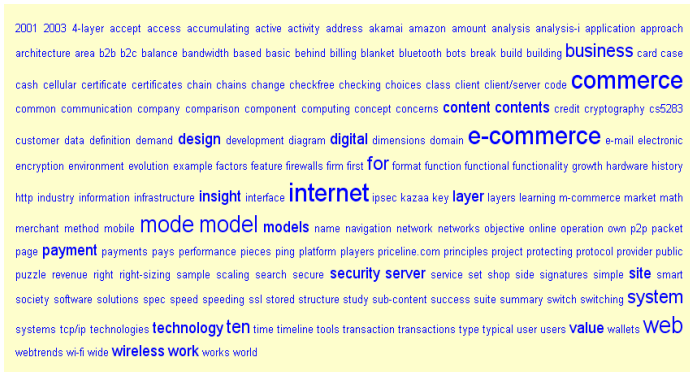 2001 2003 4-layer accept access accumulating active activity address akamai amazon amount analysis analysis-i application approach
architecture area b2b b2c balance bandwidth based basic behind billing blanket bluetooth bots break build building business card case
cash cellular certificate certificates chain chains change checkfree checking choices class client client/server code commerce
common communication company comparison component computing concept concerns content contents credit cryptography cs5283
customer data definition demand design development diagram digital dimensions domain e-commerce e-mail electronic
encryption environment evolution example factors feature firewalls firm first for format function functional functionality growth hardware history
http industry information infrastructure insight interface internet ipsec kazaa key layer layers learning m-commerce market math
merchant method mobile mode model models name navigation network networks objective online operation own p2p packet
page payment payments pays performance pieces ping platform players priceline.com principles project protecting protocol provider public
puzzle revenue right right-sizing sample scaling search secure security server service set shop side signatures simple site smart
society software solutions spec speed speeding ssl stored structure study sub-content success suite summary switch switching system
systems tcp/ip technologies technology ten time timeline tools transaction transactions type typical user users value wallets web
webtrends wi-fi wide wireless work works world